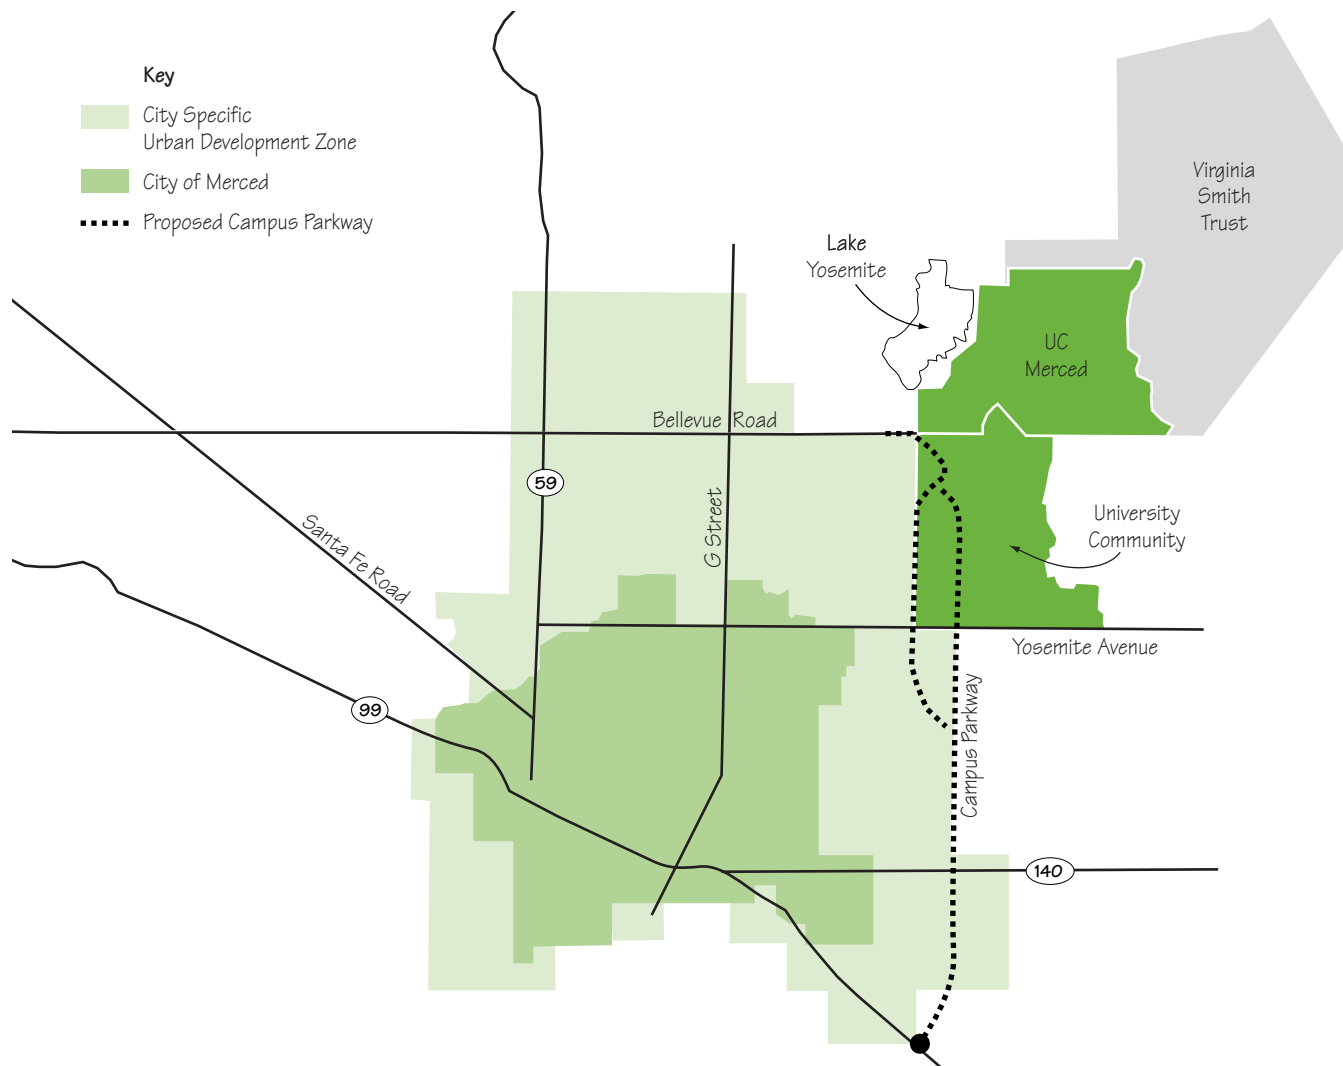 Key
City Specific
Urban Development Zone
City of Merced
Proposed Campus Parkway
Virginia
Smith
Trust
Lake
Yosemite
UC
Merced
Bellevue Road
59
G Street
Santa Fe Road
University
Community
Yosemite Avenue
99
Campus Parkway
140